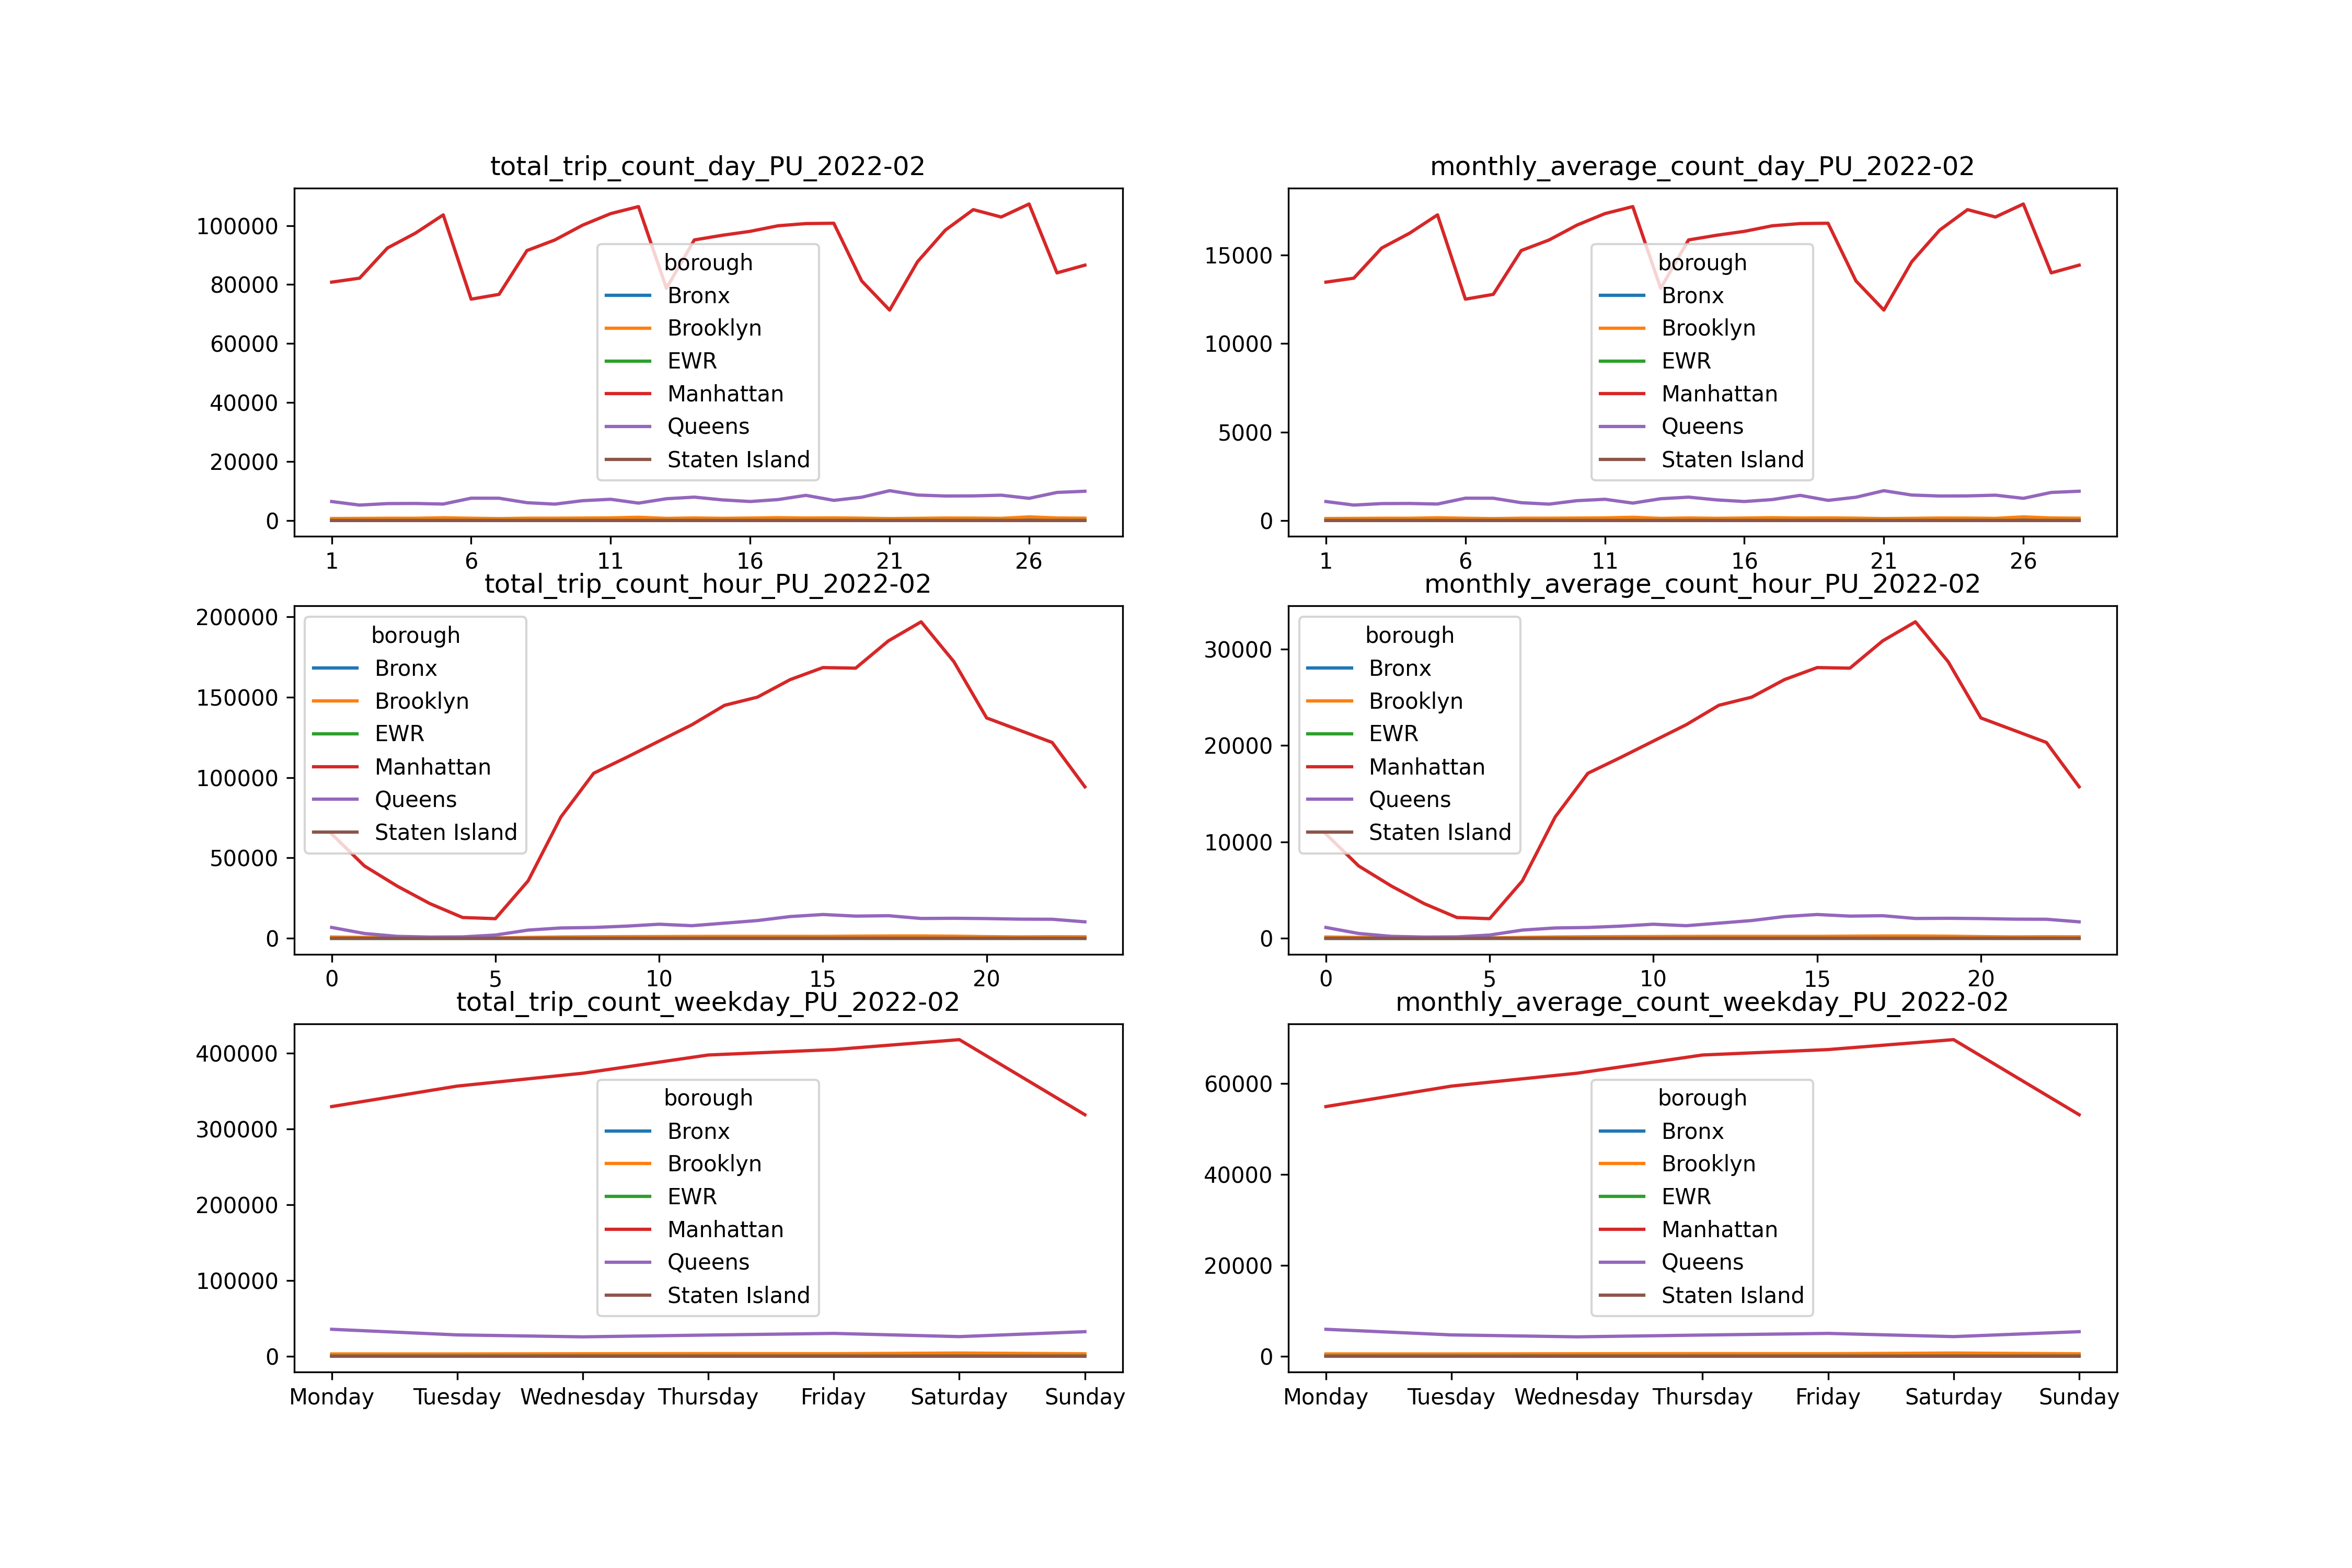 total_trip_count_day_PU_2022-02
100000
80000
60000
40000
20000
0
borough
Bronx
Brooklyn
EWR
Manhattan
Queens
Staten Island
1 6 11 16 21 26
monthly_average_count_day_PU_2022-02
15000
10000
5000
0
borough
Bronx
Brooklyn
EWR
Manhattan
Queens
Staten Island
1 6 11 16 21 26
total_trip_count_hour_PU_2022-02
200000
150000
100000
50000
0
borough
Bronx
Brooklyn
EWR
Manhattan
Queens
Staten Island
0 5 10 15 20
monthly_average_count_hour_PU_2022-02
30000
20000
10000
0
borough
Bronx
Brooklyn
EWR
Manhattan
Queens
Staten Island
0 5 10 15 20
total_trip_count_weekday_PU_2022-02
400000
300000
200000
100000
0
borough
Bronx
Brooklyn
EWR
Manhattan
Queens
Staten Island
Monday Tuesday Wednesday Thursday Friday Saturday Sunday
monthly_average_count_weekday_PU_2022-02
60000
40000
20000
0
borough
Bronx
Brooklyn
EWR
Manhattan
Queens
Staten Island
Monday Tuesday Wednesday Thursday Friday Saturday Sunday